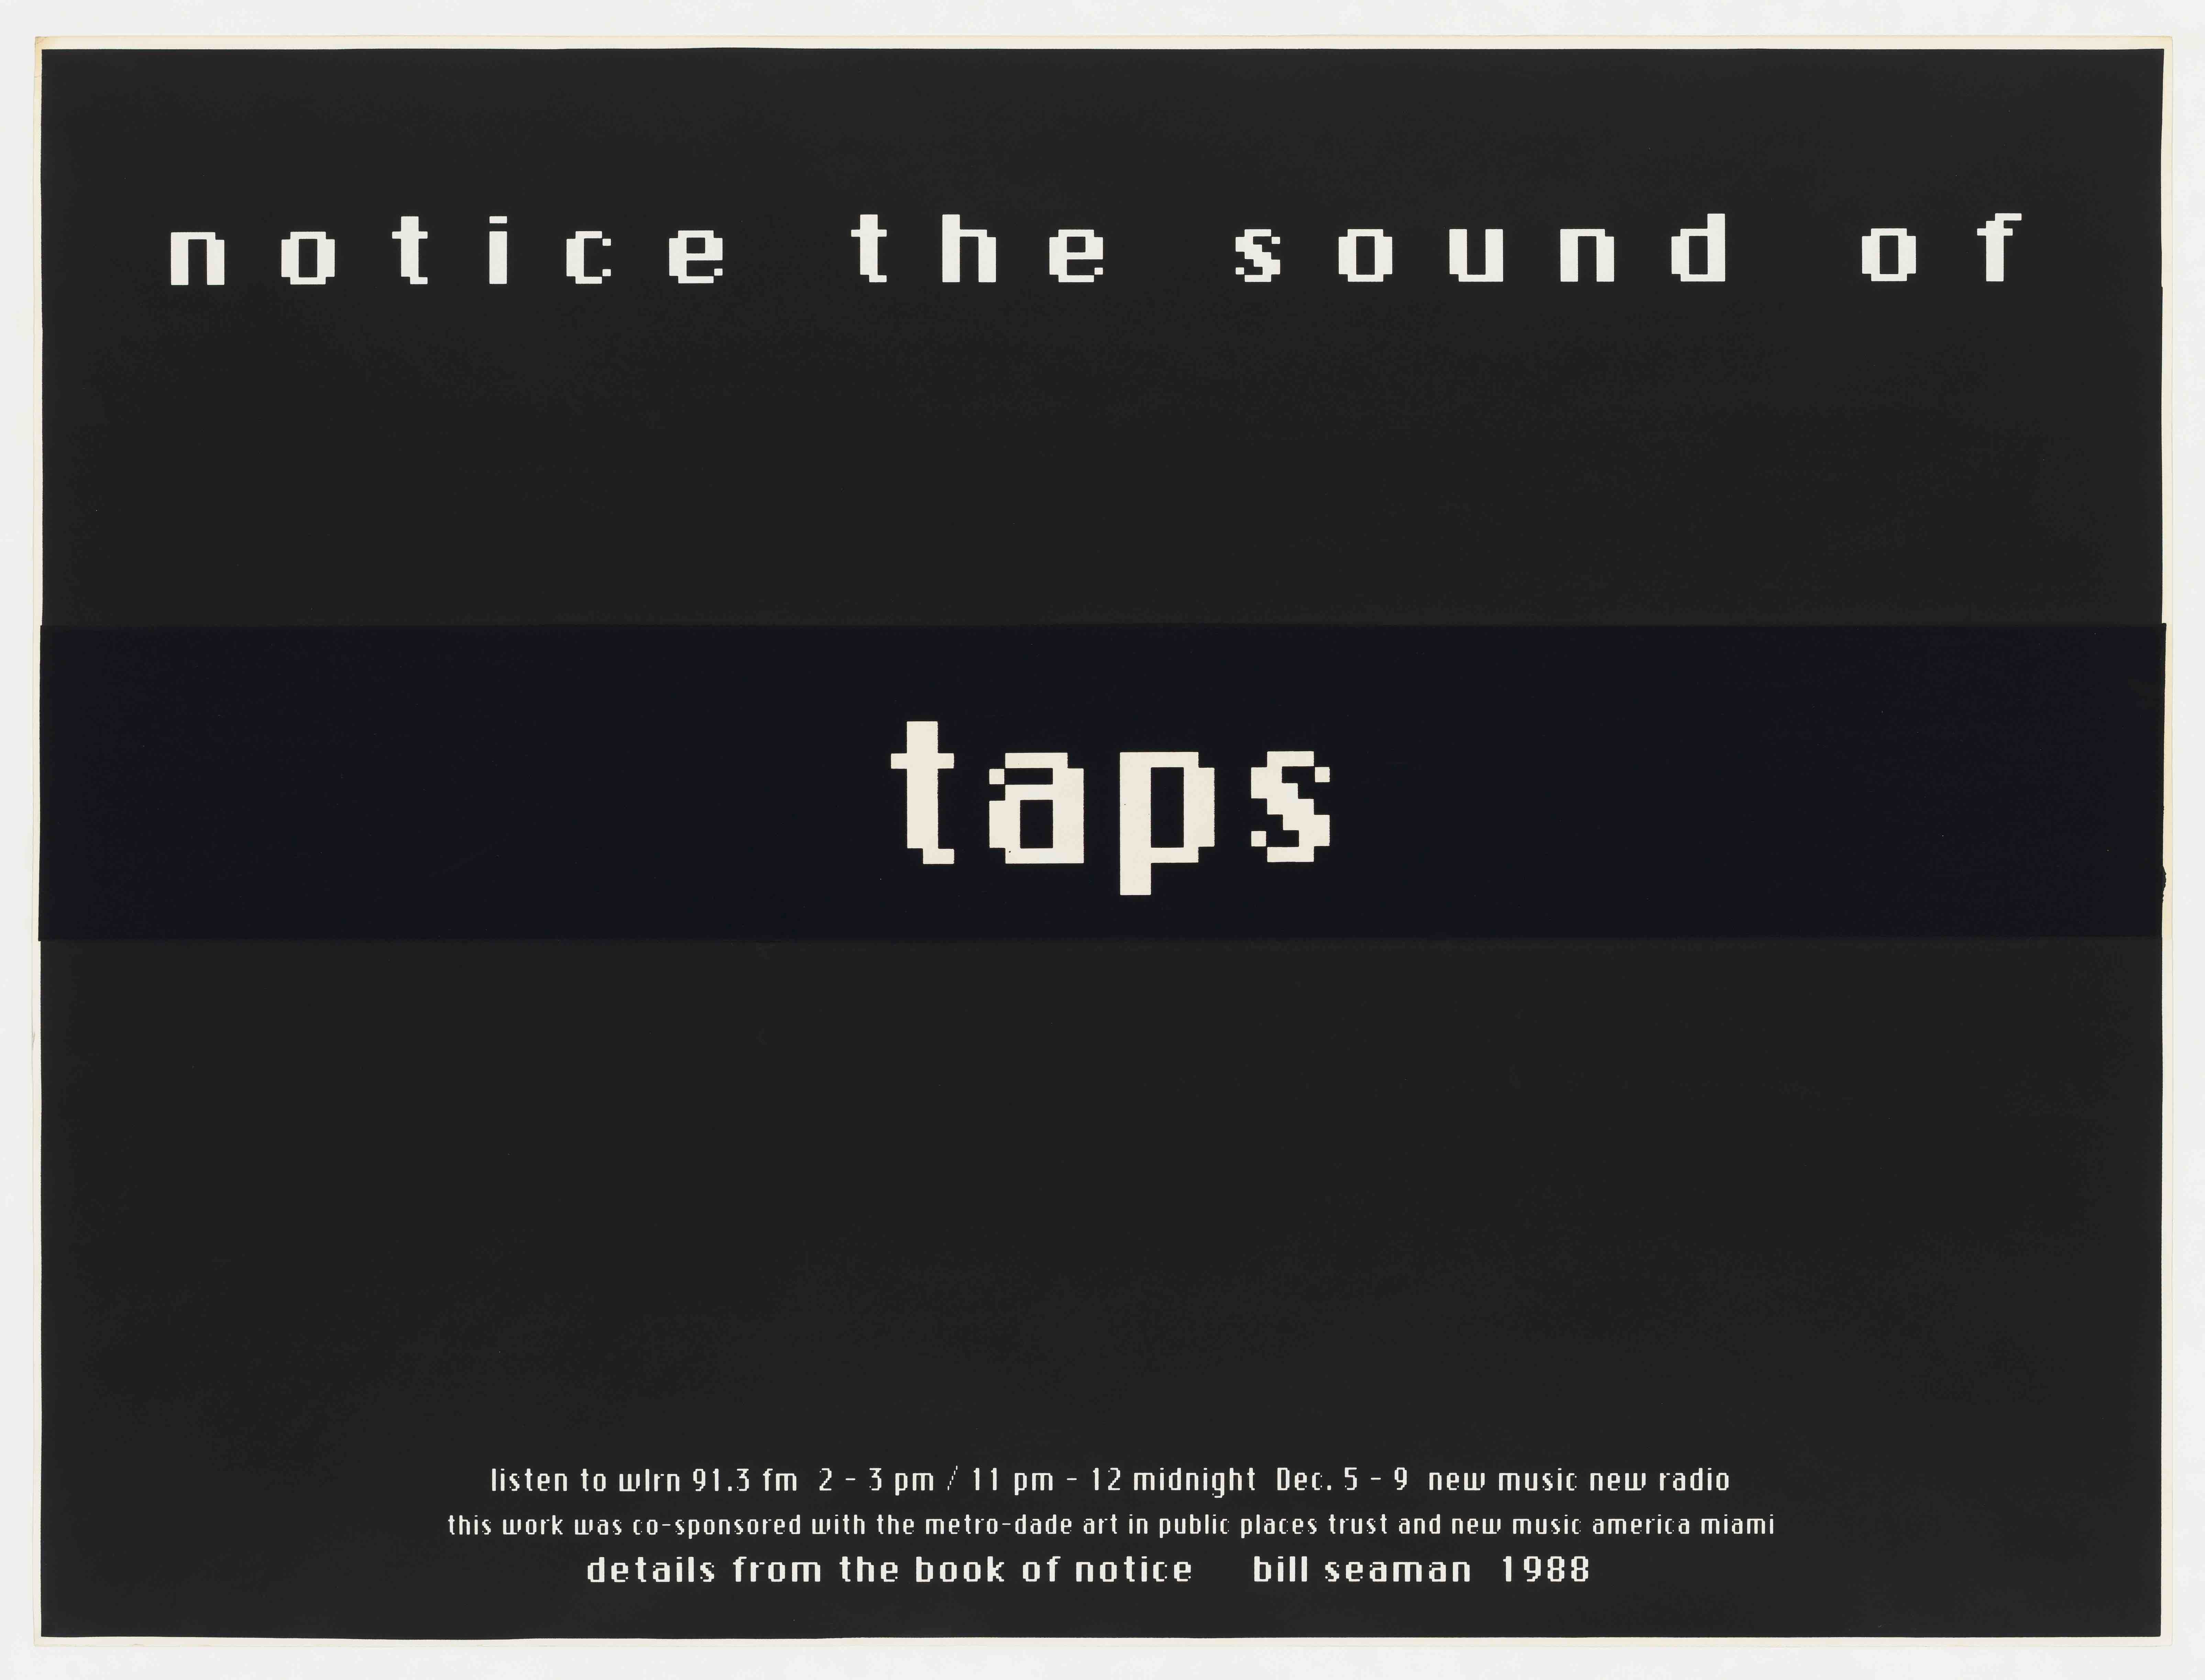 notice the sound of
taps
listen to wlrn 91.3 fm 2 - 3 pm / 11 pm - 12 midnight Dec. 5 - 9 new music new radio
this work was co-sponsored with the metro-dade art in public places trust and new music america miami
details from the book of notice bill seaman 1988